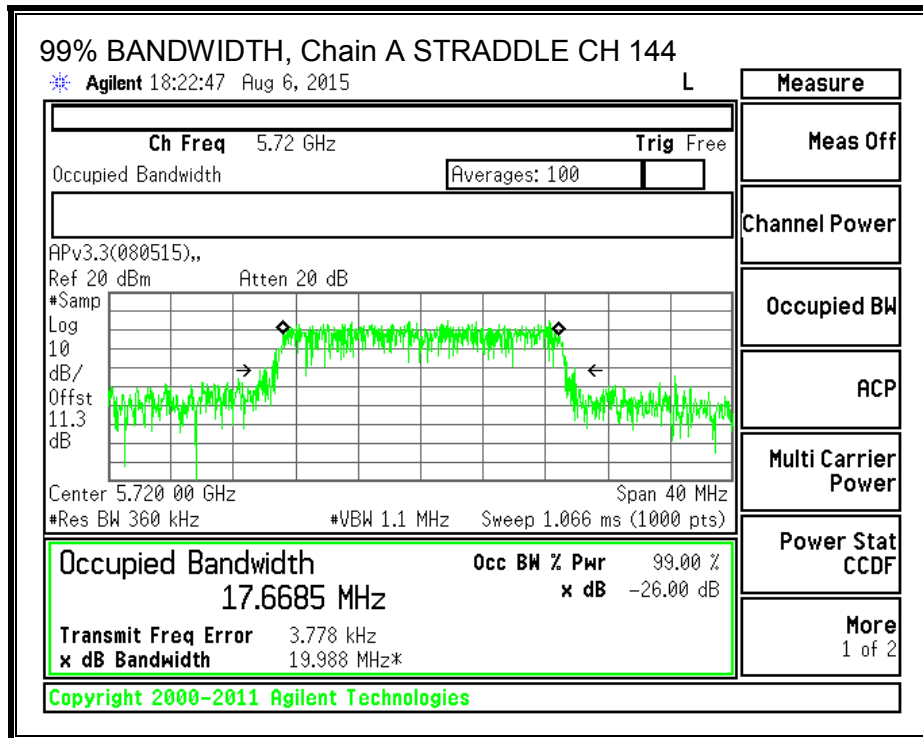 99% BANDWIDTH, Chain A STRADDLE CH 144
Agilent 18:22:47 Aug 6, 2015 L
Measure
Ch Freq 5.72 GHz Trig Free
Meas Off
Occupied Bandwidth Averages: 100
Channel Power
APv3.3(080515),,
Ref 20 dBm Atten 20 dB
#Samp
Log
10
dB/
Offst
11.3
dB
Occupied BW
ACP
Multi Carrier
Power
Center 5.720 00 GHz Span 40 MHz
#Res BW 360 kHz #VBW 1.1 MHz Sweep 1.066 ms (1000 pts)
Power Stat
CCDF
Occupied Bandwidth Occ BW % Pwr 99.00 %
17.6685 MHz x dB -26.00 dB
Transmit Freq Error 3.778 kHz
x dB Bandwidth 19.988 MHz*
More
1 of 2
Copyright 2000-2011 Agilent Technologies